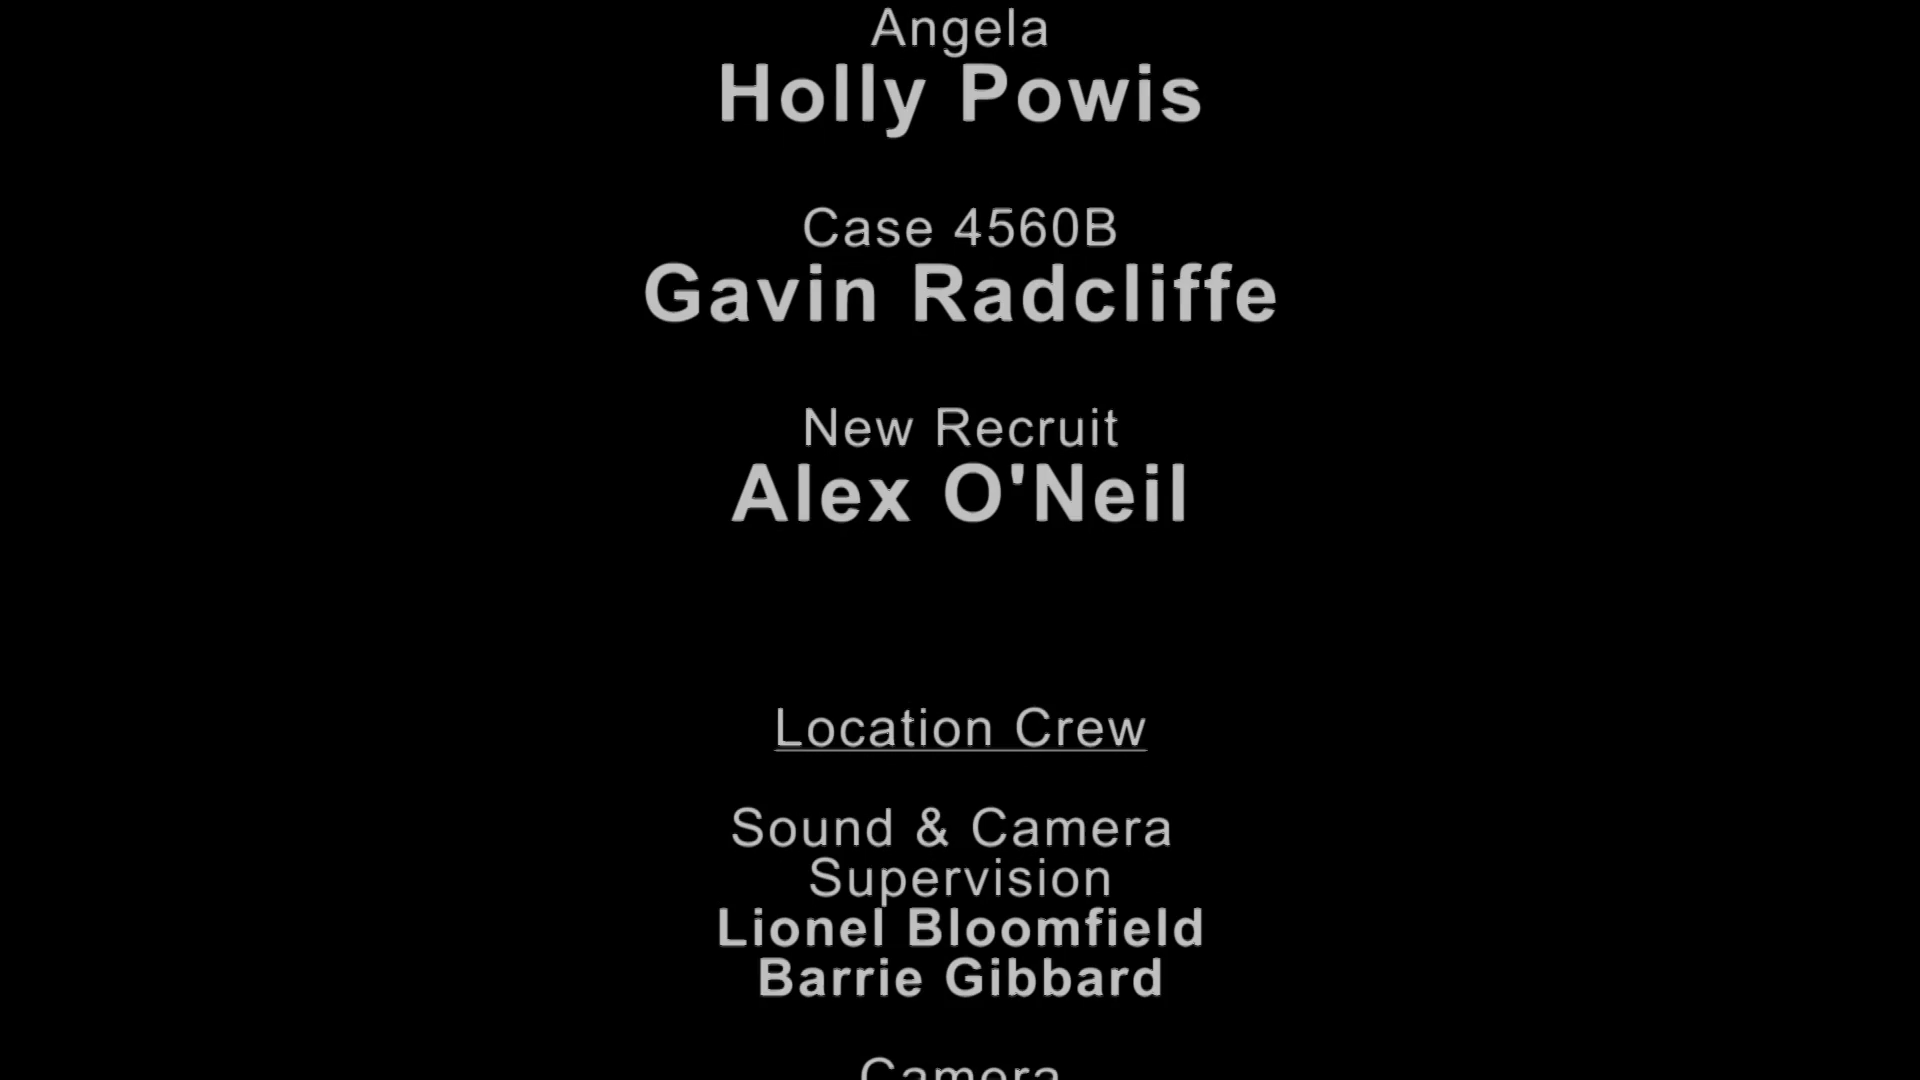 Angela
Holly Powis
Case 4560B
Gavin Radcliffe
New Recruit
Alex O'Neil
Location Crew
Sound & Camera
Supervision
Lionel Bloomfield
Barrie Gibbard
Camera